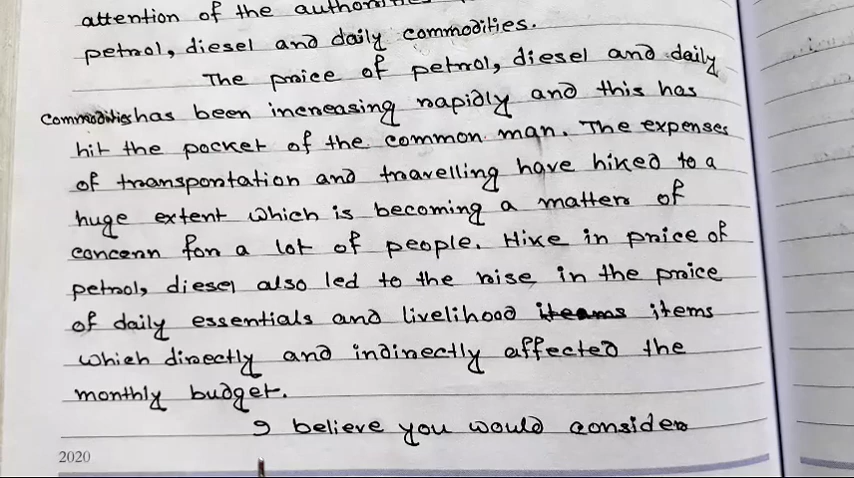 attention of the authorities
petrol, diesel and daily commodities.
The price of petrol, diesel and daily
commodities has been increasing rapidly and this has
hit the pocket of the common man. The expenses
of transportation and travelling have hiked to a
huge extent which is becoming a matter of
concern for a lot of people. Hike in price of
petrol, diesel also led to the rise in the price
of daily essentials and livelihood iteams items
which directly and indirectly affected the
monthly budget.
I believe you would consider
2020